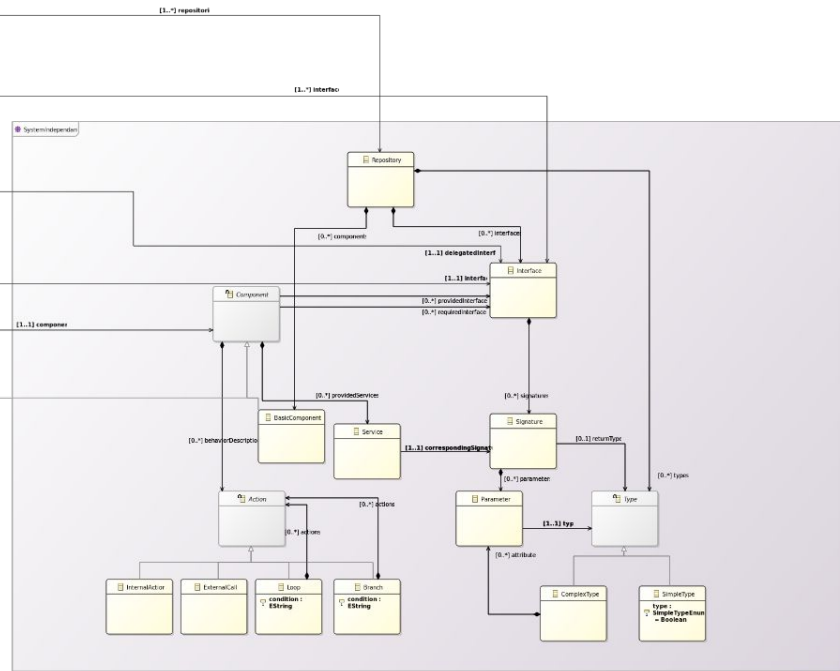 [1..*] repositori
[1..*] interfac
Systemindependan
Repository
[0..*] component
[0..*] interface
[1..1] delegatedInterf
Interface
[1..1] interfa
Component
[0..*] providedInterface
[0..*] requiredInterface
[1..1] componer
[0..*] providedServices
[0..*] signature
BasicComponent
Service
Signature
[0..*] behaviorDescriptio
[1..1] correspondingSignat
[0..1] returnType
[0..*] types
[0..*] parameter
Action
[0..*] actions
Parameter
Type
[1..1] typ
[0..*] actions
[0..*] attribute
InternalAction
ExternalCall
Loop
condition :
EString
Branch
condition :
EString
ComplexType
SimpleType
type :
SimpleTypeEnun
= Boolean